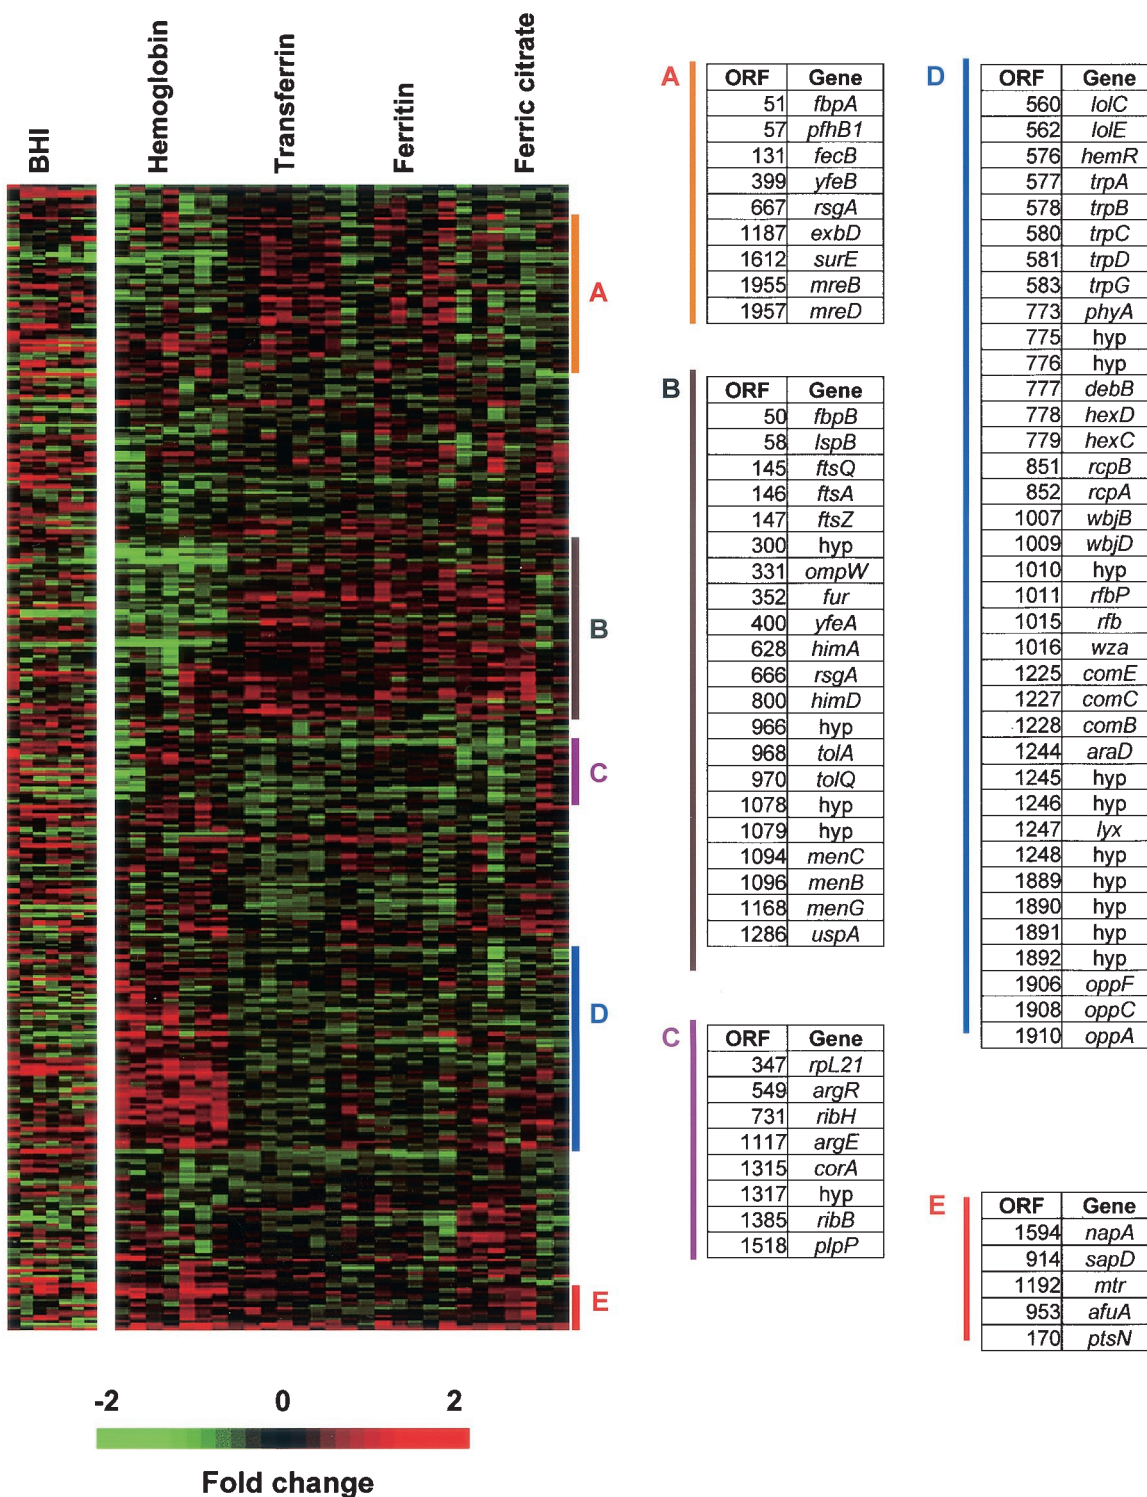 BHI
Hemoglobin
Transferrin
Ferritin
Ferric citrate
A
B
C
D
E
-2 0 2
Fold change
A
ORF Gene
51 fbpA
57 pfhB1
131 fecB
399 yfeB
667 rsgA
1187 exbD
1612 surE
1955 mreB
1957 mreD
B
ORF Gene
50 fbpB
58 lspB
145 ftsQ
146 ftsA
147 ftsZ
300 hyp
331 ompW
352 fur
400 yfeA
628 himA
666 rsgA
800 himD
966 hyp
968 tolA
970 tolQ
1078 hyp
1079 hyp
1094 menC
1096 menB
1168 menG
1286 uspA
C
ORF Gene
347 rpL21
549 argR
731 ribH
1117 argE
1315 corA
1317 hyp
1385 ribB
1518 plpP
D
ORF Gene
560 lolC
562 lolE
576 hemR
577 trpA
578 trpB
580 trpC
581 trpD
583 trpG
773 phyA
775 hyp
776 hyp
777 debB
778 hexD
779 hexC
851 rcpB
852 rcpA
1007 wbjB
1009 wbjD
1010 hyp
1011 rfbP
1015 rfb
1016 wza
1225 comE
1227 comC
1228 comB
1244 araD
1245 hyp
1246 hyp
1247 lyx
1248 hyp
1889 hyp
1890 hyp
1891 hyp
1892 hyp
1906 oppF
1908 oppC
1910 oppA
E
ORF Gene
1594 napA
914 sapD
1192 mtr
953 afuA
170 ptsN